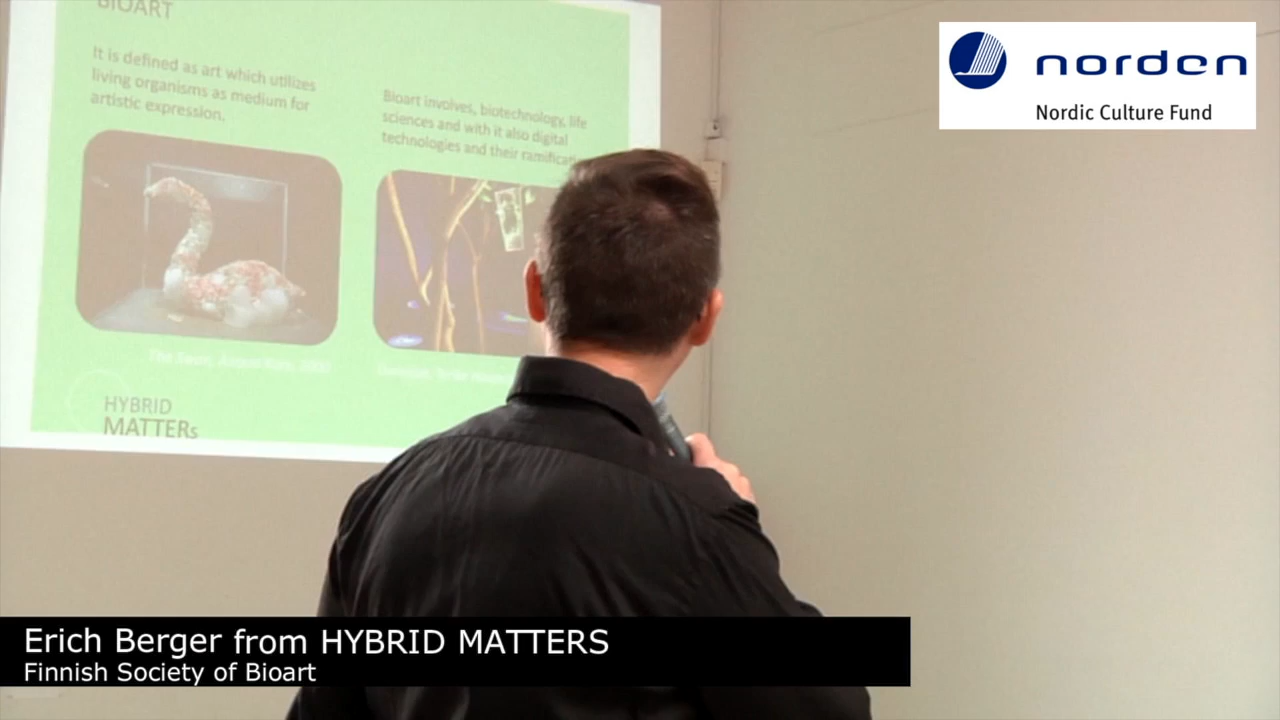 BIOART
It is defined as art which utilizes
living organisms as medium for
artistic expression.
Bioart involves, biotechnology, life
sciences and with it also digital
technologies and their
HYBRID
MATTERs
norden
Nordic Culture Fund
Erich Berger from HYBRID MATTERS
Finnish Society of Bioart